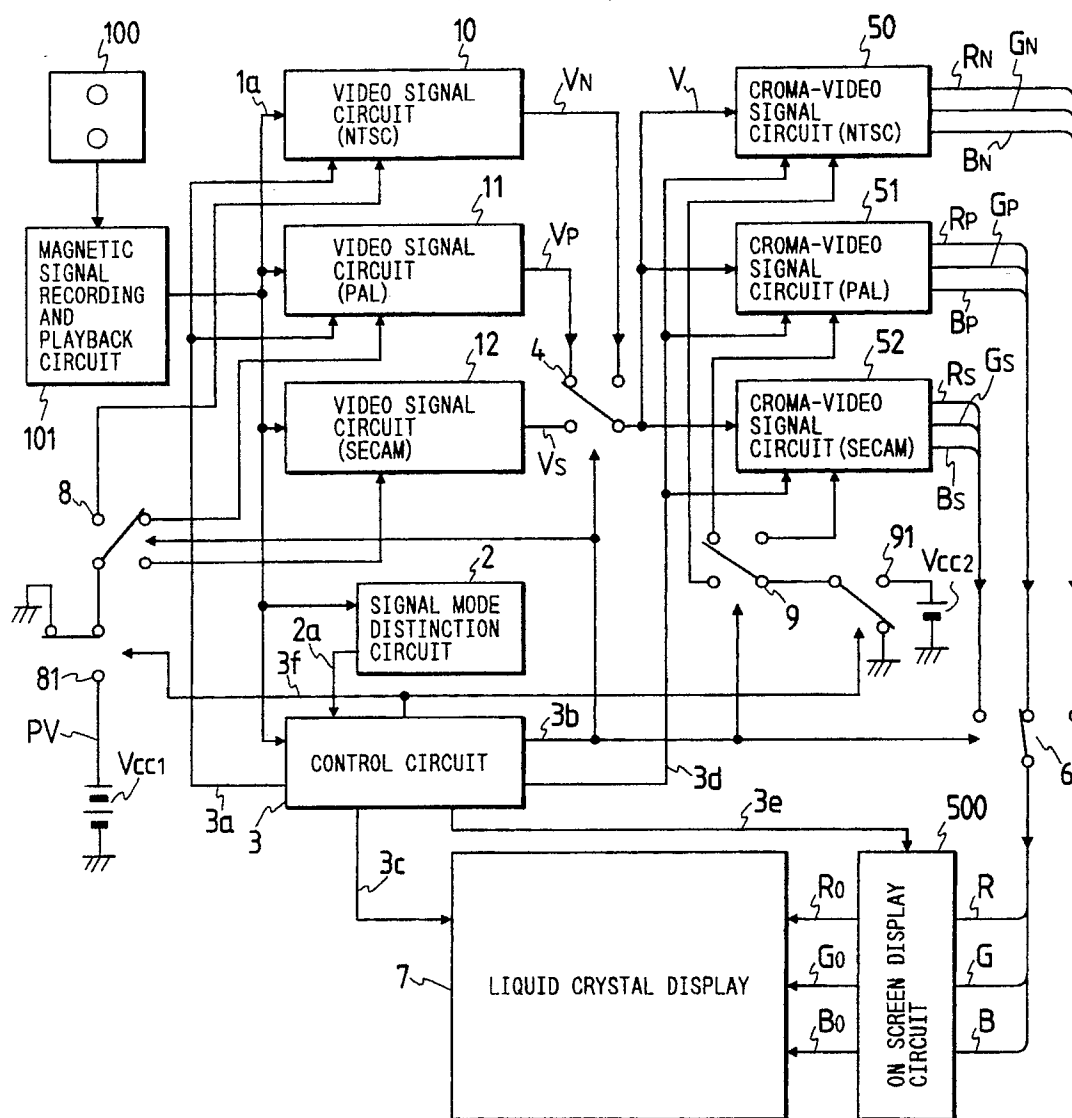 100
10
50
GN
RN
1a
VIDEO SIGNAL
CIRCUIT
(NTSC)
VN
V
CROMA-VIDEO
SIGNAL
CIRCUIT(NTSC)
BN
11
51
GP
RP
MAGNETIC
SIGNAL
RECORDING
AND
PLAYBACK
CIRCUIT
VIDEO SIGNAL
CIRCUIT
(PAL)
VP
CROMA-VIDEO
SIGNAL
CIRCUIT(PAL)
BP
12
4
52
RS
GS
101
VIDEO SIGNAL
CIRCUIT
(SECAM)
VS
CROMA-VIDEO
SIGNAL
CIRCUIT(SECAM)
BS
8
2
91
VCC2
SIGNAL MODE
DISTINCTION
CIRCUIT
9
2a
3f
81
3b
PV
CONTROL CIRCUIT
VCC1
3d
6
3a
3
3e
500
3c
RO
R
7
LIQUID CRYSTAL DISPLAY
GO
G
BO
B
ON SCREEN DISPLAY
CIRCUIT